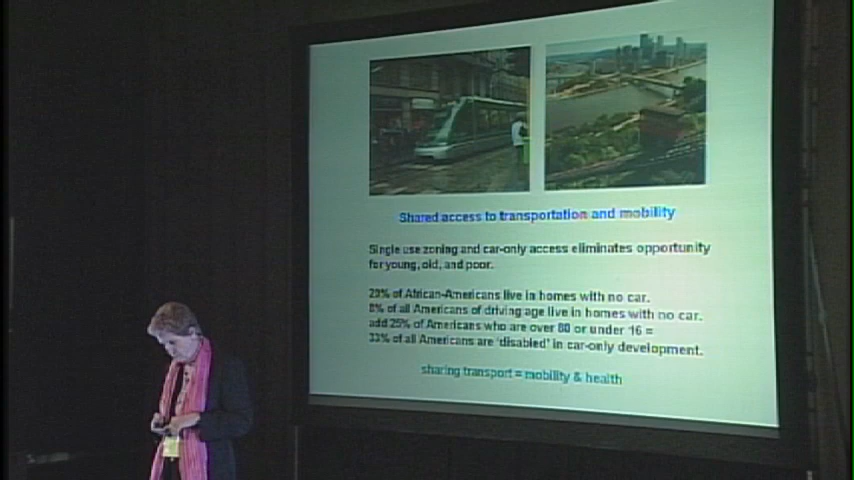 Shared access to transportation and mobility
Single use zoning and car-only access eliminates opportunity
for young, old, and poor.
29% of African-Americans live in homes with no car.
8% of all Americans of driving age live in homes with no car.
add 25% of Americans who are over 80 or under 16 =
33% of all Americans are 'disabled' in car-only development.
sharing transport = mobility & health